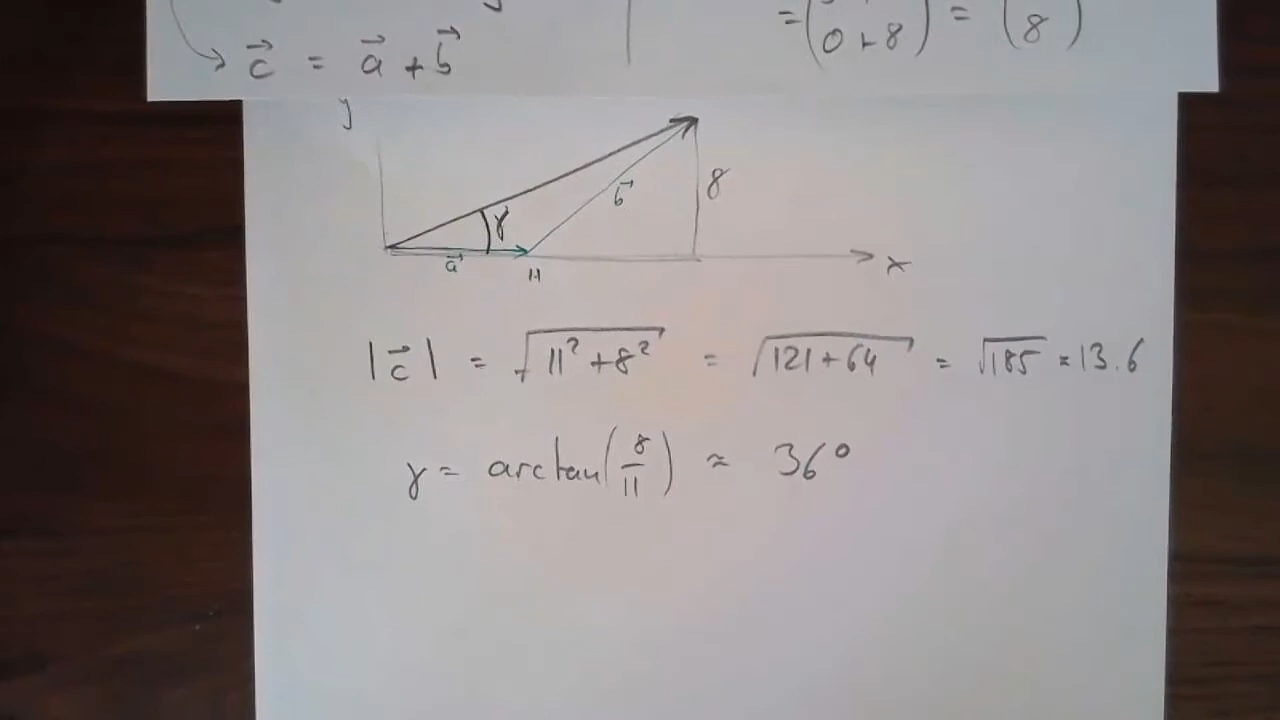 → c⃗ = a⃗ + b⃗
= ( 0 + 8 ) = ( 8 )
y
8
b⃗
γ
a⃗
11
x
|c⃗| = √(11² + 8²) = √(121 + 64) = √185 ≈ 13.6
γ = arctan(8/11) ≈ 36°